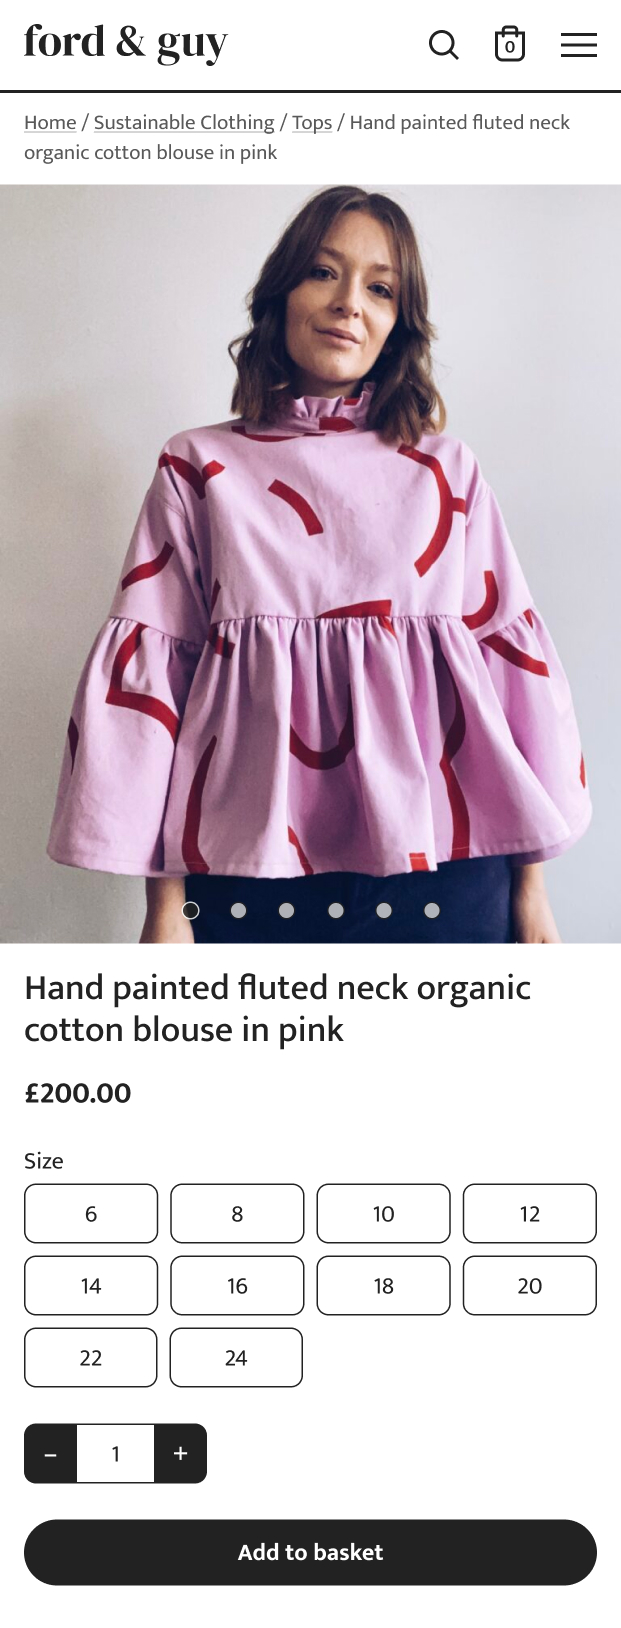 ford & guy
0
Home / Sustainable Clothing / Tops / Hand painted fluted neck
organic cotton blouse in pink
Hand painted fluted neck organic
cotton blouse in pink
£200.00
Size
6 8 10 12
14 16 18 20
22 24
– 1 +
Add to basket